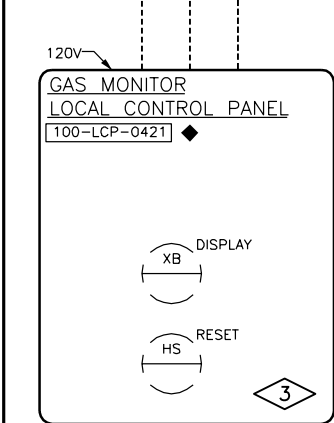 120V
GAS MONITOR
LOCAL CONTROL PANEL
100-LCP-0421
DISPLAY
XB
RESET
HS
3